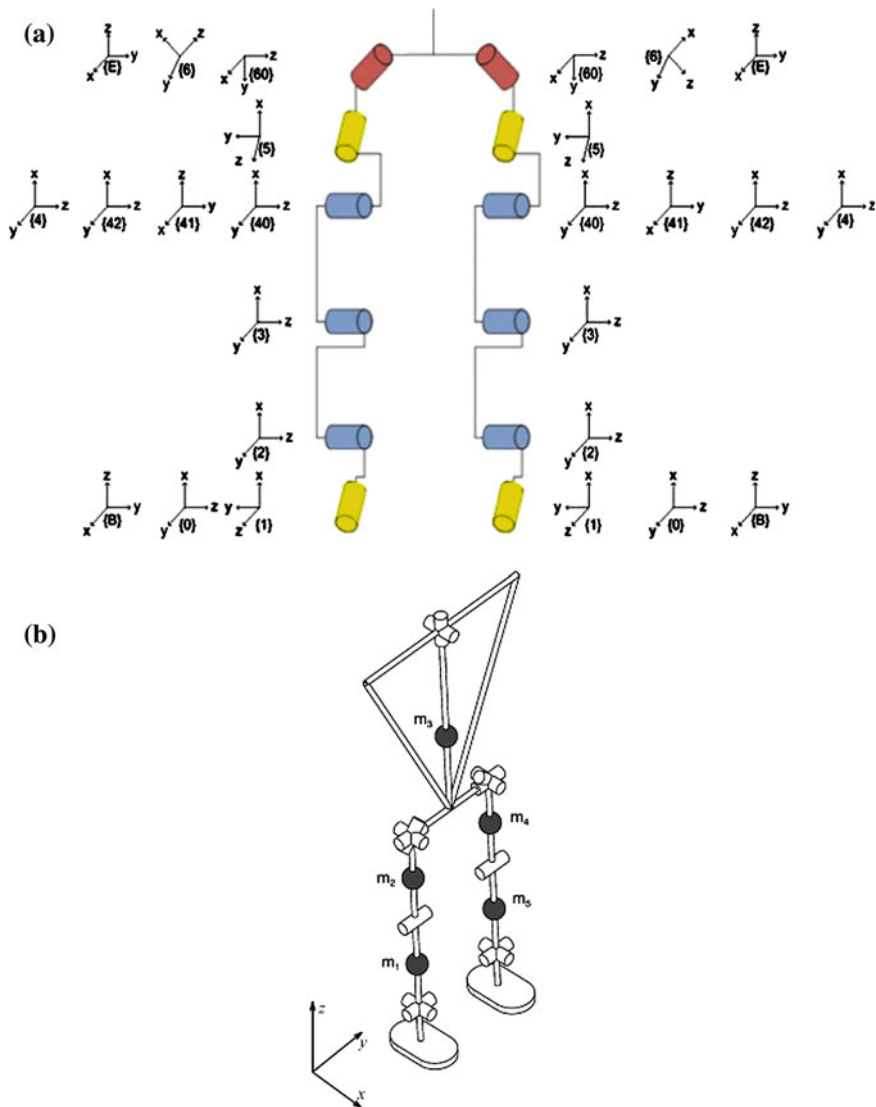 (a)
z
y
x {E}
x z
y {6}
z
x {60}
y
z
x {60}
y
x
{6}
y z
z
y
x {E}
x
y
z {5}
x
y
z {5}
x
z
y {4}
x
z
y {42}
z
y
x {41}
x
z
y {40}
x
z
y {40}
z
y
x {41}
x
z
y {42}
x
z
y {4}
x
z
y {3}
x
z
y {3}
x
z
y {2}
x
z
y {2}
z
y
x {B}
x
z
y {0}
x
y
z {1}
x
y
z {1}
x
z
y {0}
z
y
x {B}
(b)
m3
m4
m2
m5
m1
z
y
x